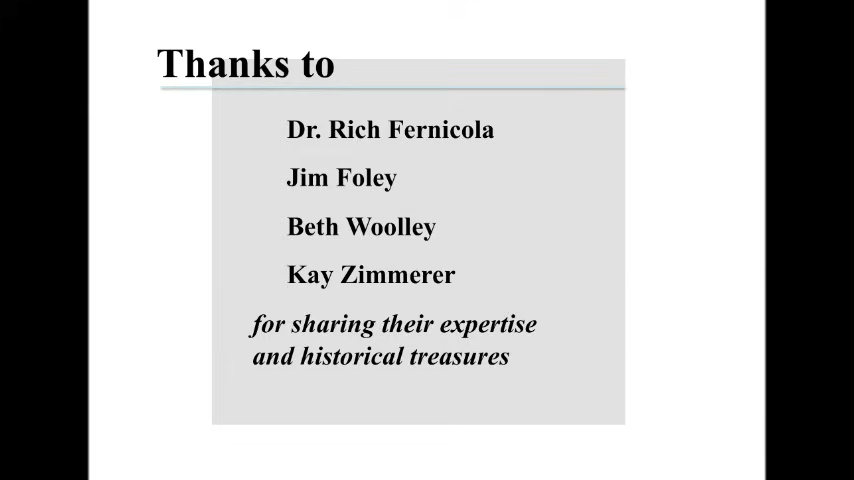 Thanks to
Dr. Rich Fernicola
Jim Foley
Beth Woolley
Kay Zimmerer
for sharing their expertise
and historical treasures